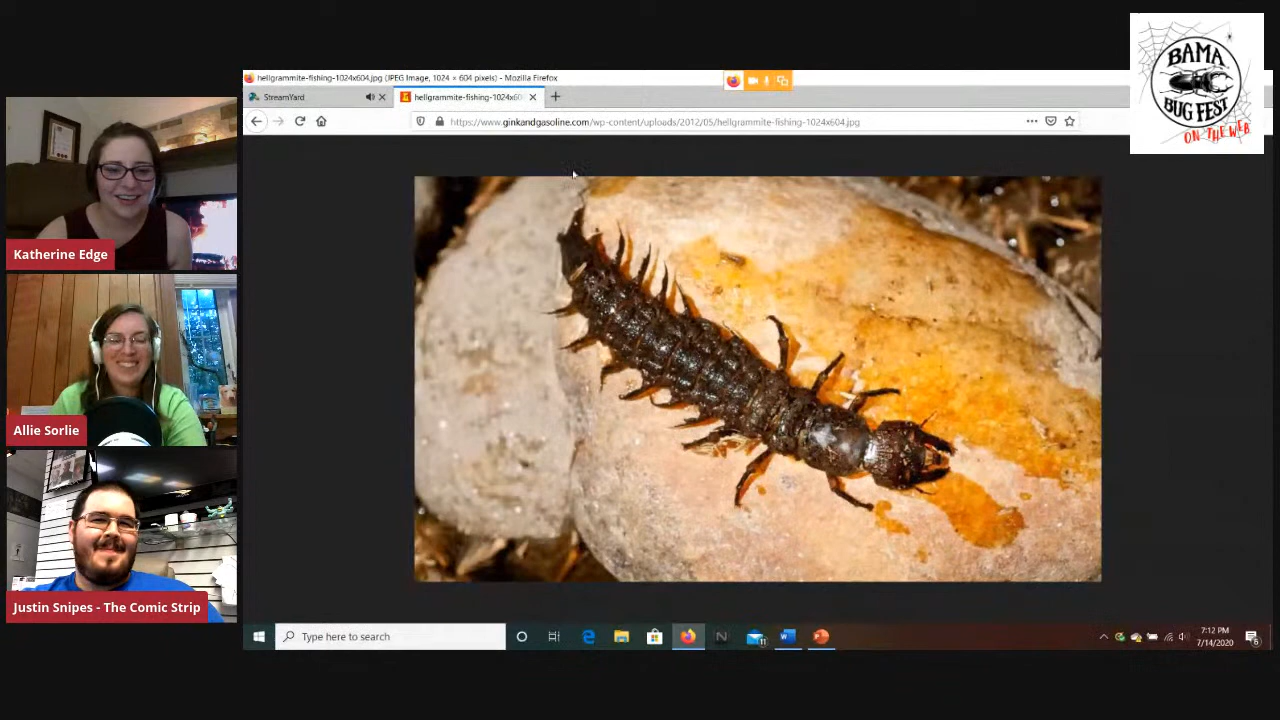 BAMA
BUG FEST
ON THE WEB
hellgrammite-fishing-1024x604.jpg (JPEG Image, 1024 × 604 pixels) - Mozilla Firefox
StreamYard
hellgrammite-fishing-1024x60
https://www.ginkandgasoline.com/wp-content/uploads/2012/05/hellgrammite-fishing-1024x604.jpg
Katherine Edge
Allie Sorlie
Justin Snipes - The Comic Strip
Type here to search
11
7:12 PM
7/14/2020
6